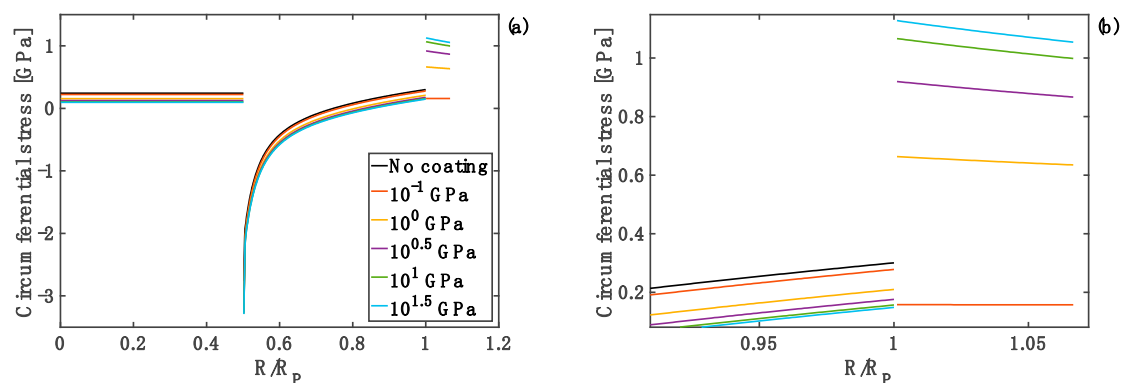 (a)
Circumferential stress [GPa]
1
0
-1
-2
-3
No coating
10^-1 GPa
10^0 GPa
10^0.5 GPa
10^1 GPa
10^1.5 GPa
0 0.2 0.4 0.6 0.8 1 1.2
R/R_P
(b)
Circumferential stress [GPa]
1
0.8
0.6
0.4
0.2
0.95 1 1.05
R/R_P